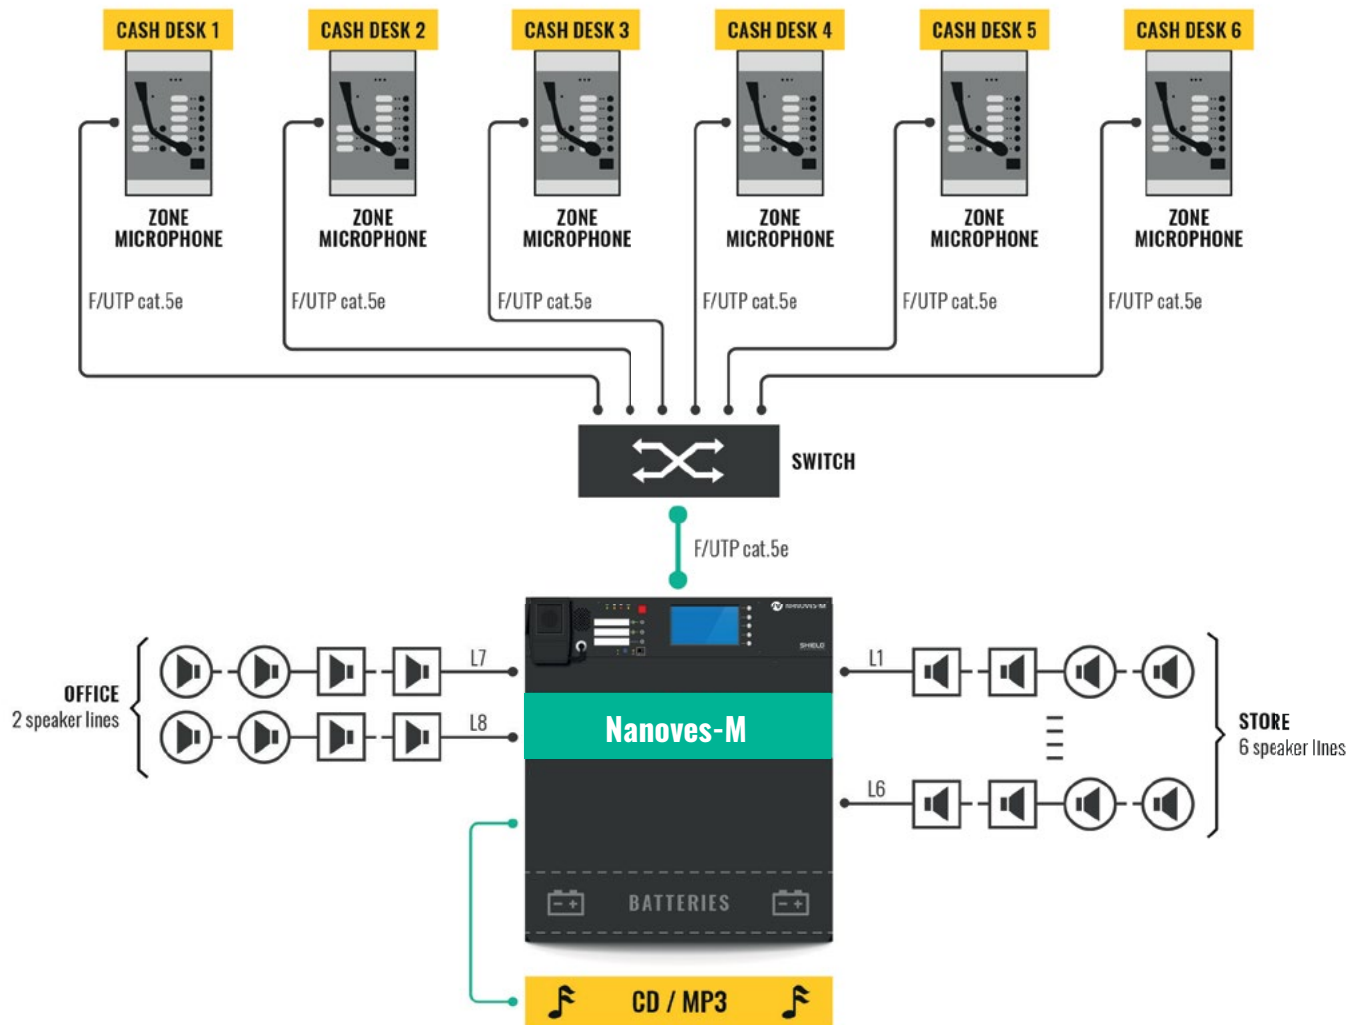 CASH DESK 1
CASH DESK 2
CASH DESK 3
CASH DESK 4
CASH DESK 5
CASH DESK 6
ZONE
MICROPHONE
ZONE
MICROPHONE
ZONE
MICROPHONE
ZONE
MICROPHONE
ZONE
MICROPHONE
ZONE
MICROPHONE
F/UTP cat.5e
F/UTP cat.5e
F/UTP cat.5e
F/UTP cat.5e
F/UTP cat.5e
F/UTP cat.5e
SWITCH
F/UTP cat.5e
NANOVES-M
SHIELD
OFFICE
2 speaker lines
L7
L8
Nanoves-M
L1
L6
STORE
6 speaker lines
BATTERIES
CD / MP3